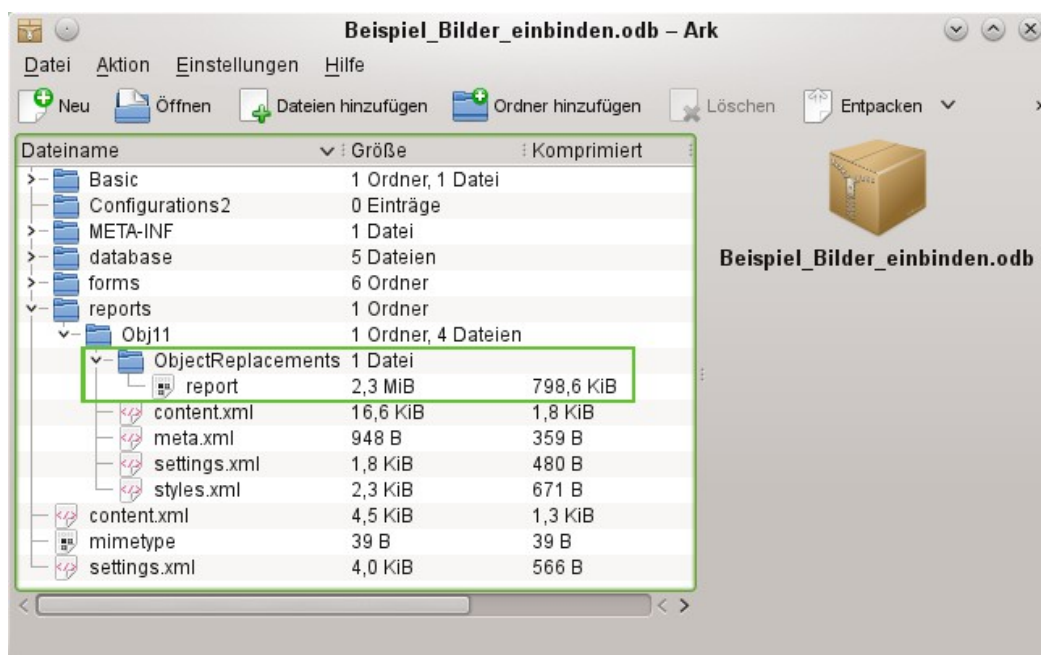 Beispiel_Bilder_einbinden.odb – Ark
Datei Aktion Einstellungen Hilfe
Neu Öffnen Dateien hinzufügen Ordner hinzufügen Löschen Entpacken
Dateiname Größe Komprimiert
Basic 1 Ordner, 1 Datei
Configurations2 0 Einträge
META-INF 1 Datei
database 5 Dateien
forms 6 Ordner
reports 1 Ordner
Obj11 1 Ordner, 4 Dateien
ObjectReplacements 1 Datei
report 2,3 MiB 798,6 KiB
content.xml 16,6 KiB 1,8 KiB
meta.xml 948 B 359 B
settings.xml 1,8 KiB 480 B
styles.xml 2,3 KiB 671 B
content.xml 4,5 KiB 1,3 KiB
mimetype 39 B 39 B
settings.xml 4,0 KiB 566 B
Beispiel_Bilder_einbinden.odb